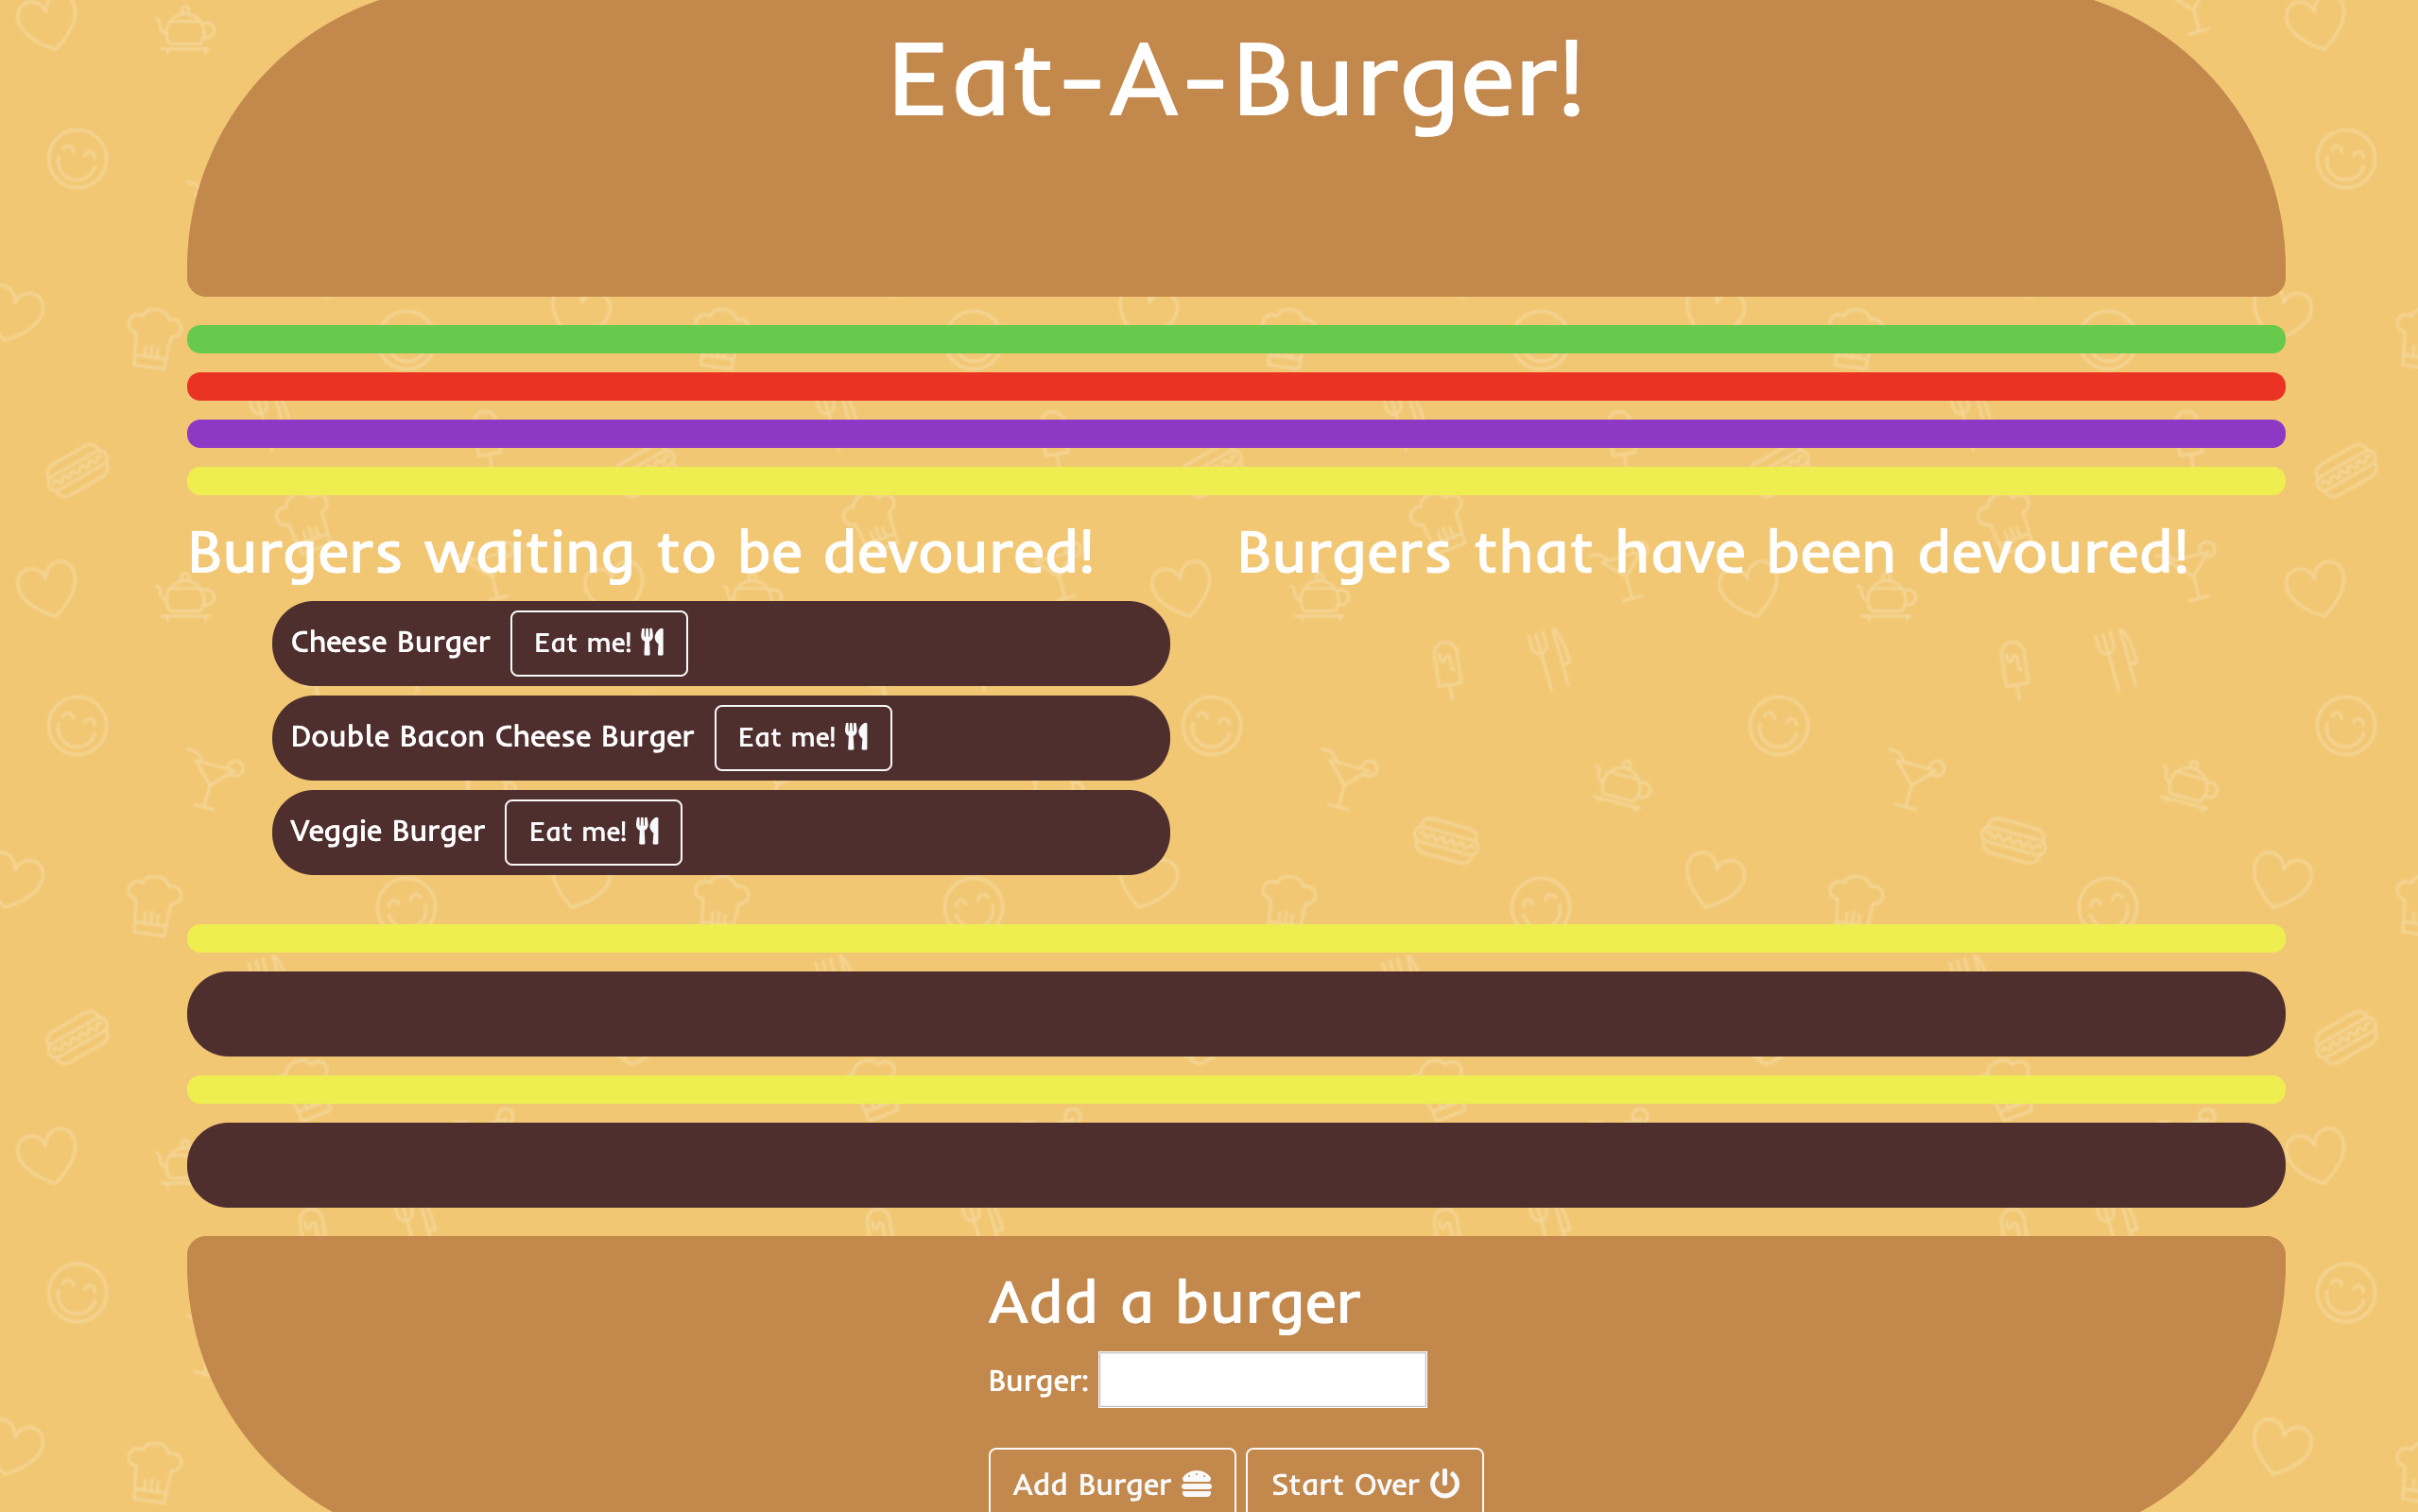 Eat-A-Burger!
Burgers waiting to be devoured!
Cheese Burger Eat me!
Double Bacon Cheese Burger Eat me!
Veggie Burger Eat me!
Burgers that have been devoured!
Add a burger
Burger:
Add Burger Start Over